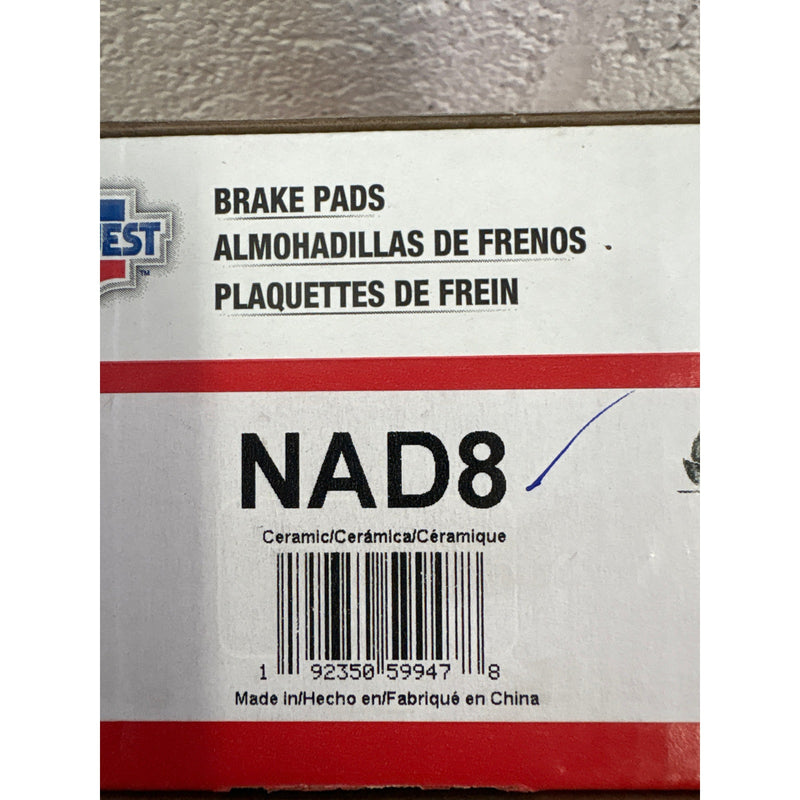 EST
TM
BRAKE PADS
ALMOHADILLAS DE FRENOS
PLAQUETTES DE FREIN
NAD8
Ceramic/Cerámica/Céramique
1 92350 59947 8
Made in/Hecho en/Fabriqué en China